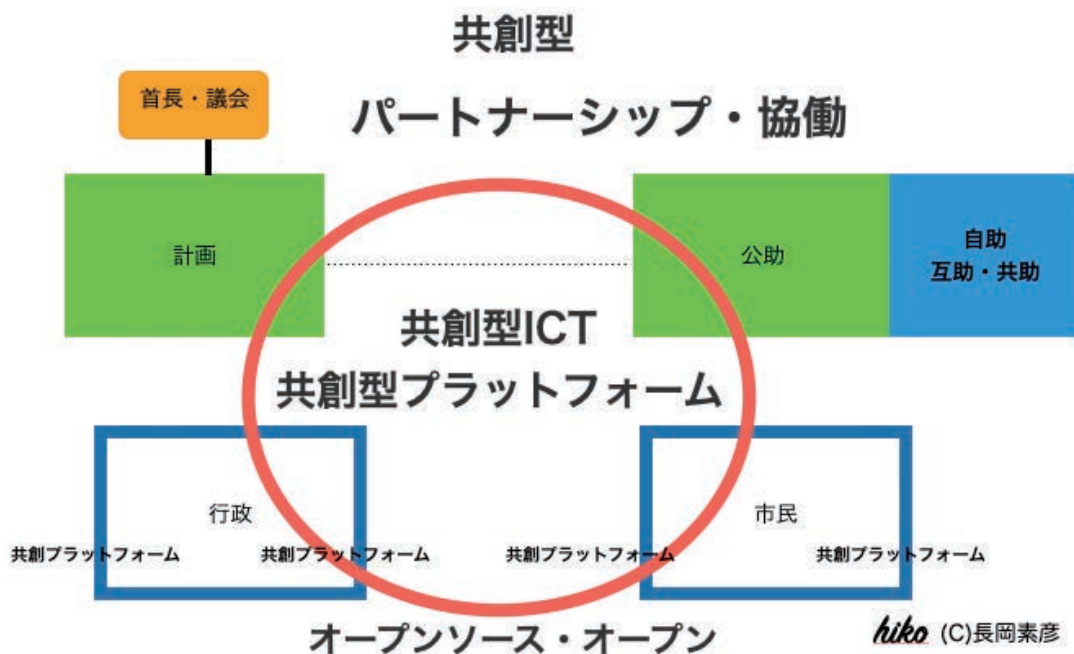 共創型
首長・議会
パートナーシップ・協働
計画
公助
自助
互助・共助
共創型ICT
共創型プラットフォーム
行政
市民
共創プラットフォーム
共創プラットフォーム
共創プラットフォーム
共創プラットフォーム
オープンソース・オープン
hiko (C)長岡素彦